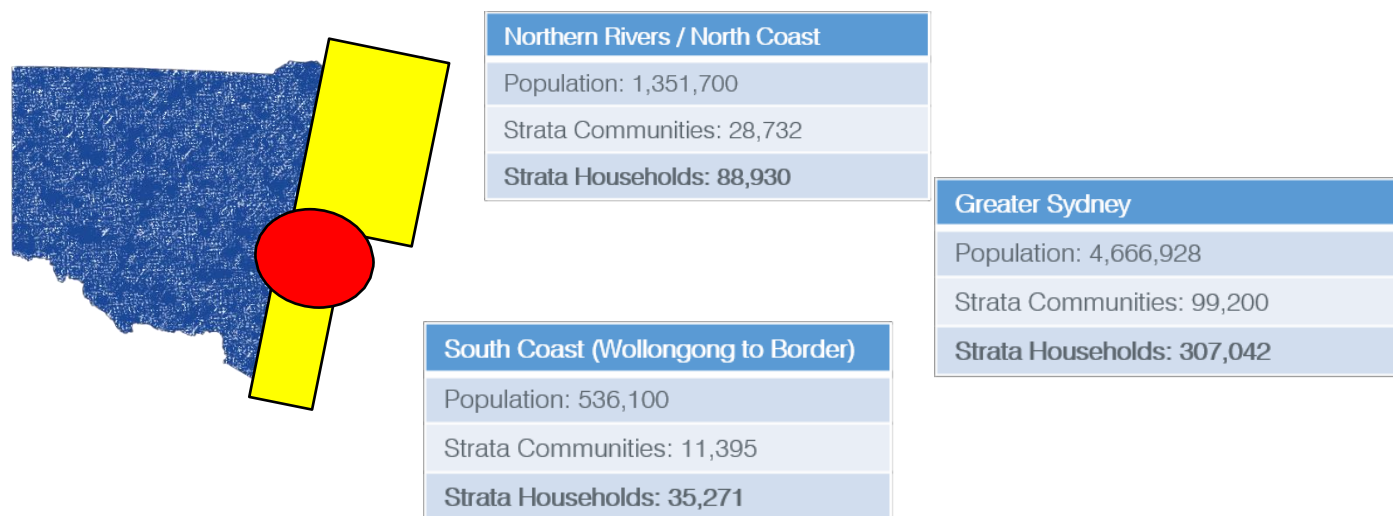 Northern Rivers / North Coast
Population: 1,351,700
Strata Communities: 28,732
Strata Households: 88,930
Greater Sydney
Population: 4,666,928
Strata Communities: 99,200
Strata Households: 307,042
South Coast (Wollongong to Border)
Population: 536,100
Strata Communities: 11,395
Strata Households: 35,271